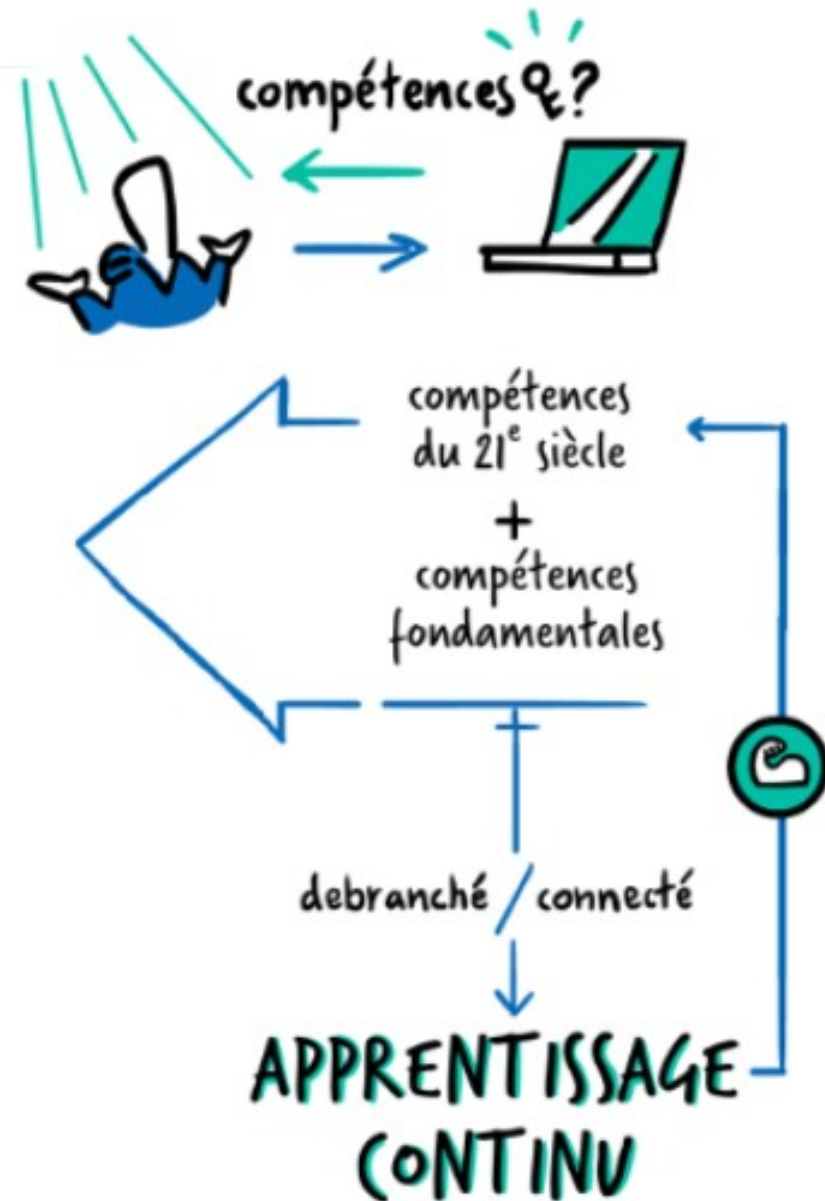 compétences ?
compétences
du 21e siècle
+
compétences
fondamentales
debranché / connecté
APPRENTISSAGE
CONTINU